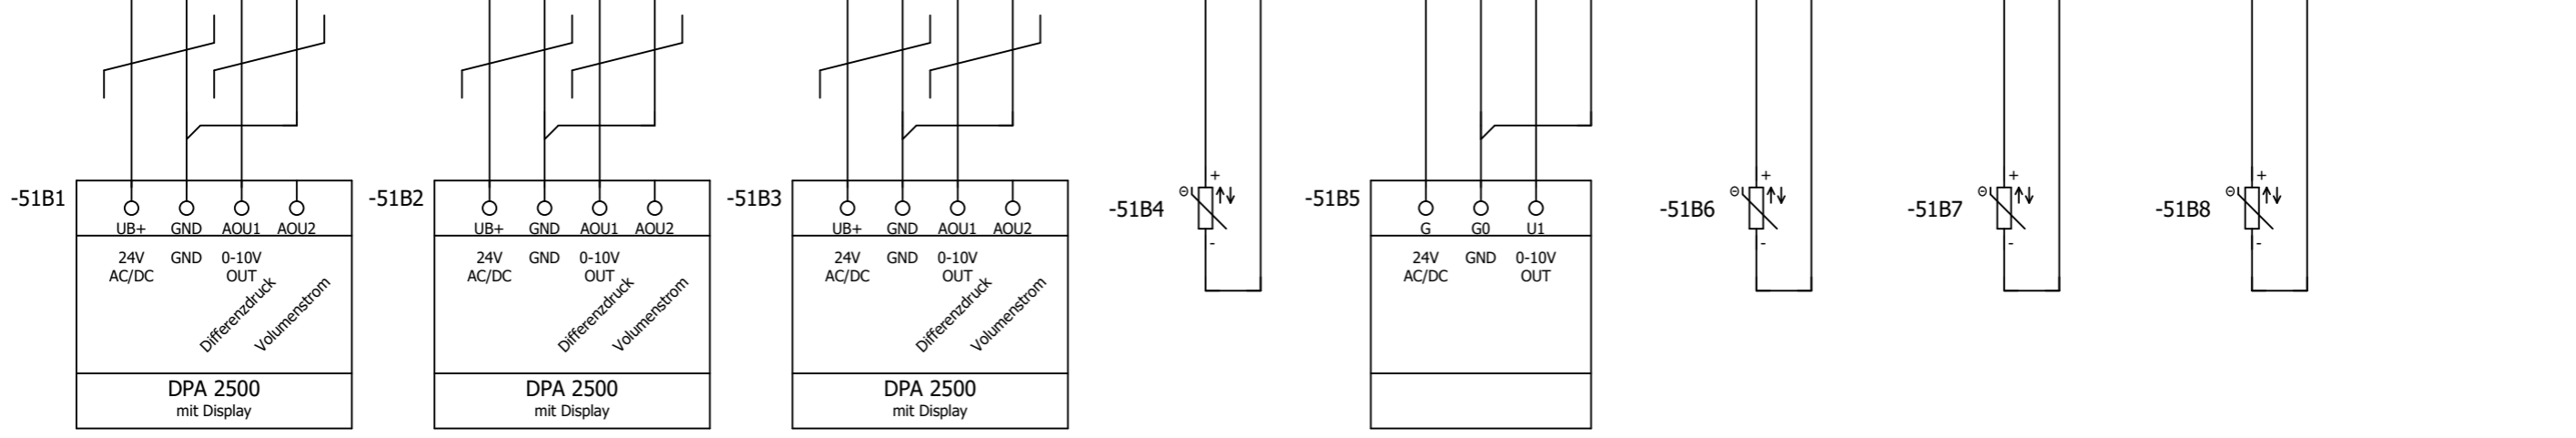 -51B1
UB+ GND AOU1 AOU2
24V GND 0-10V
AC/DC OUT
Differenzdruck
Volumenstrom
DPA 2500
mit Display
-51B2
UB+ GND AOU1 AOU2
24V GND 0-10V
AC/DC OUT
Differenzdruck
Volumenstrom
DPA 2500
mit Display
-51B3
UB+ GND AOU1 AOU2
24V GND 0-10V
AC/DC OUT
Differenzdruck
Volumenstrom
DPA 2500
mit Display
+
-51B4
-
-51B5
G G0 U1
24V GND 0-10V
AC/DC OUT
+
-51B6
-
+
-51B7
-
+
-51B8
-